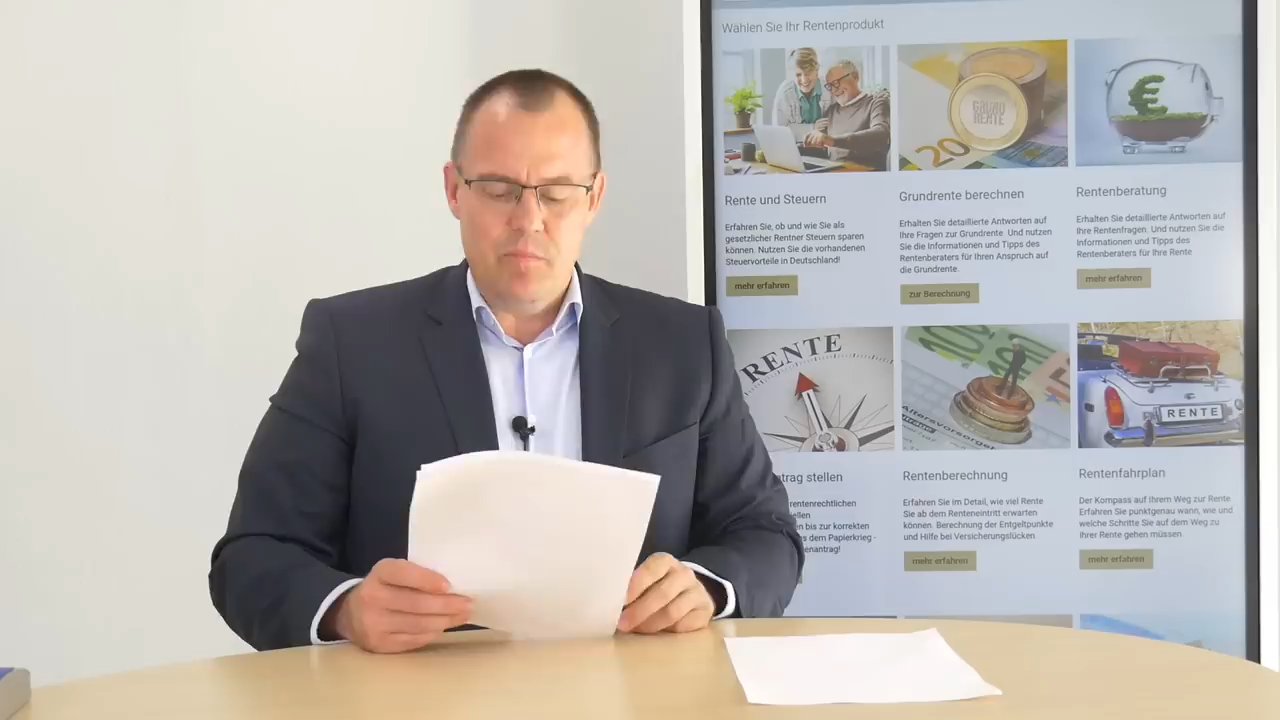 Wählen Sie Ihr Rentenprodukt
GRUND
RENTE
20
Rente und Steuern
Erfahren Sie, ob und wie Sie als
gesetzlicher Rentner Steuern sparen
können. Nutzen Sie die vorhandenen
Steuervorteile in Deutschland!
mehr erfahren
Grundrente berechnen
Erhalten Sie detaillierte Antworten auf
Ihre Fragen zur Grundrente. Und nutzen
Sie die Informationen und Tipps des
Rentenberaters für Ihren Anspruch auf
die Grundrente.
zur Berechnung
€
Rentenberatung
Erhalten Sie detaillierte Antworten auf
Ihre Rentenfragen. Und nutzen Sie die
Informationen und Tipps des
Rentenberaters für Ihre Rente
mehr erfahren
RENTE
trag stellen
rentenrechtlichen
ellen
en bis zur korrekten
s dem Papierkrieg -
enantrag!
Altersvorsorge
Rentenberechnung
Erfahren Sie im Detail, wie viel Rente
Sie ab dem Renteneintritt erwarten
können. Berechnung der Entgeltpunkte
und Hilfe bei Versicherungslücken.
mehr erfahren
RENTE
Rentenfahrplan
Der Kompass auf Ihrem Weg zur Rente.
Erfahren Sie punktgenau wann, wie und
welche Schritte Sie auf dem Weg zu
Ihrer Rente gehen müssen.
mehr erfahren